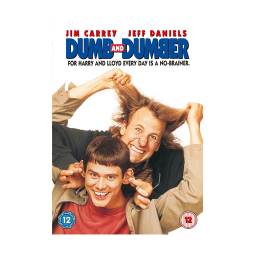 JIM CARREY JEFF DANIELS
DUMB AND DUMBER
FOR HARRY AND LLOYD EVERY DAY IS A NO-BRAINER.
12 12